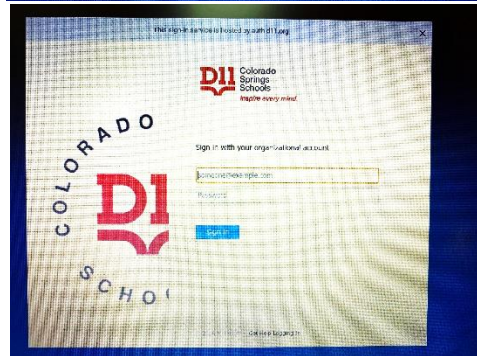 This sign-in service is hosted by auth.d11.org
×
D11 Colorado
Springs
Schools
Inspire every mind.
COLORADO
D1
SCHO
Sign in with your organizational account
someone@example.com
Password
Sign in
Get Help Logging In